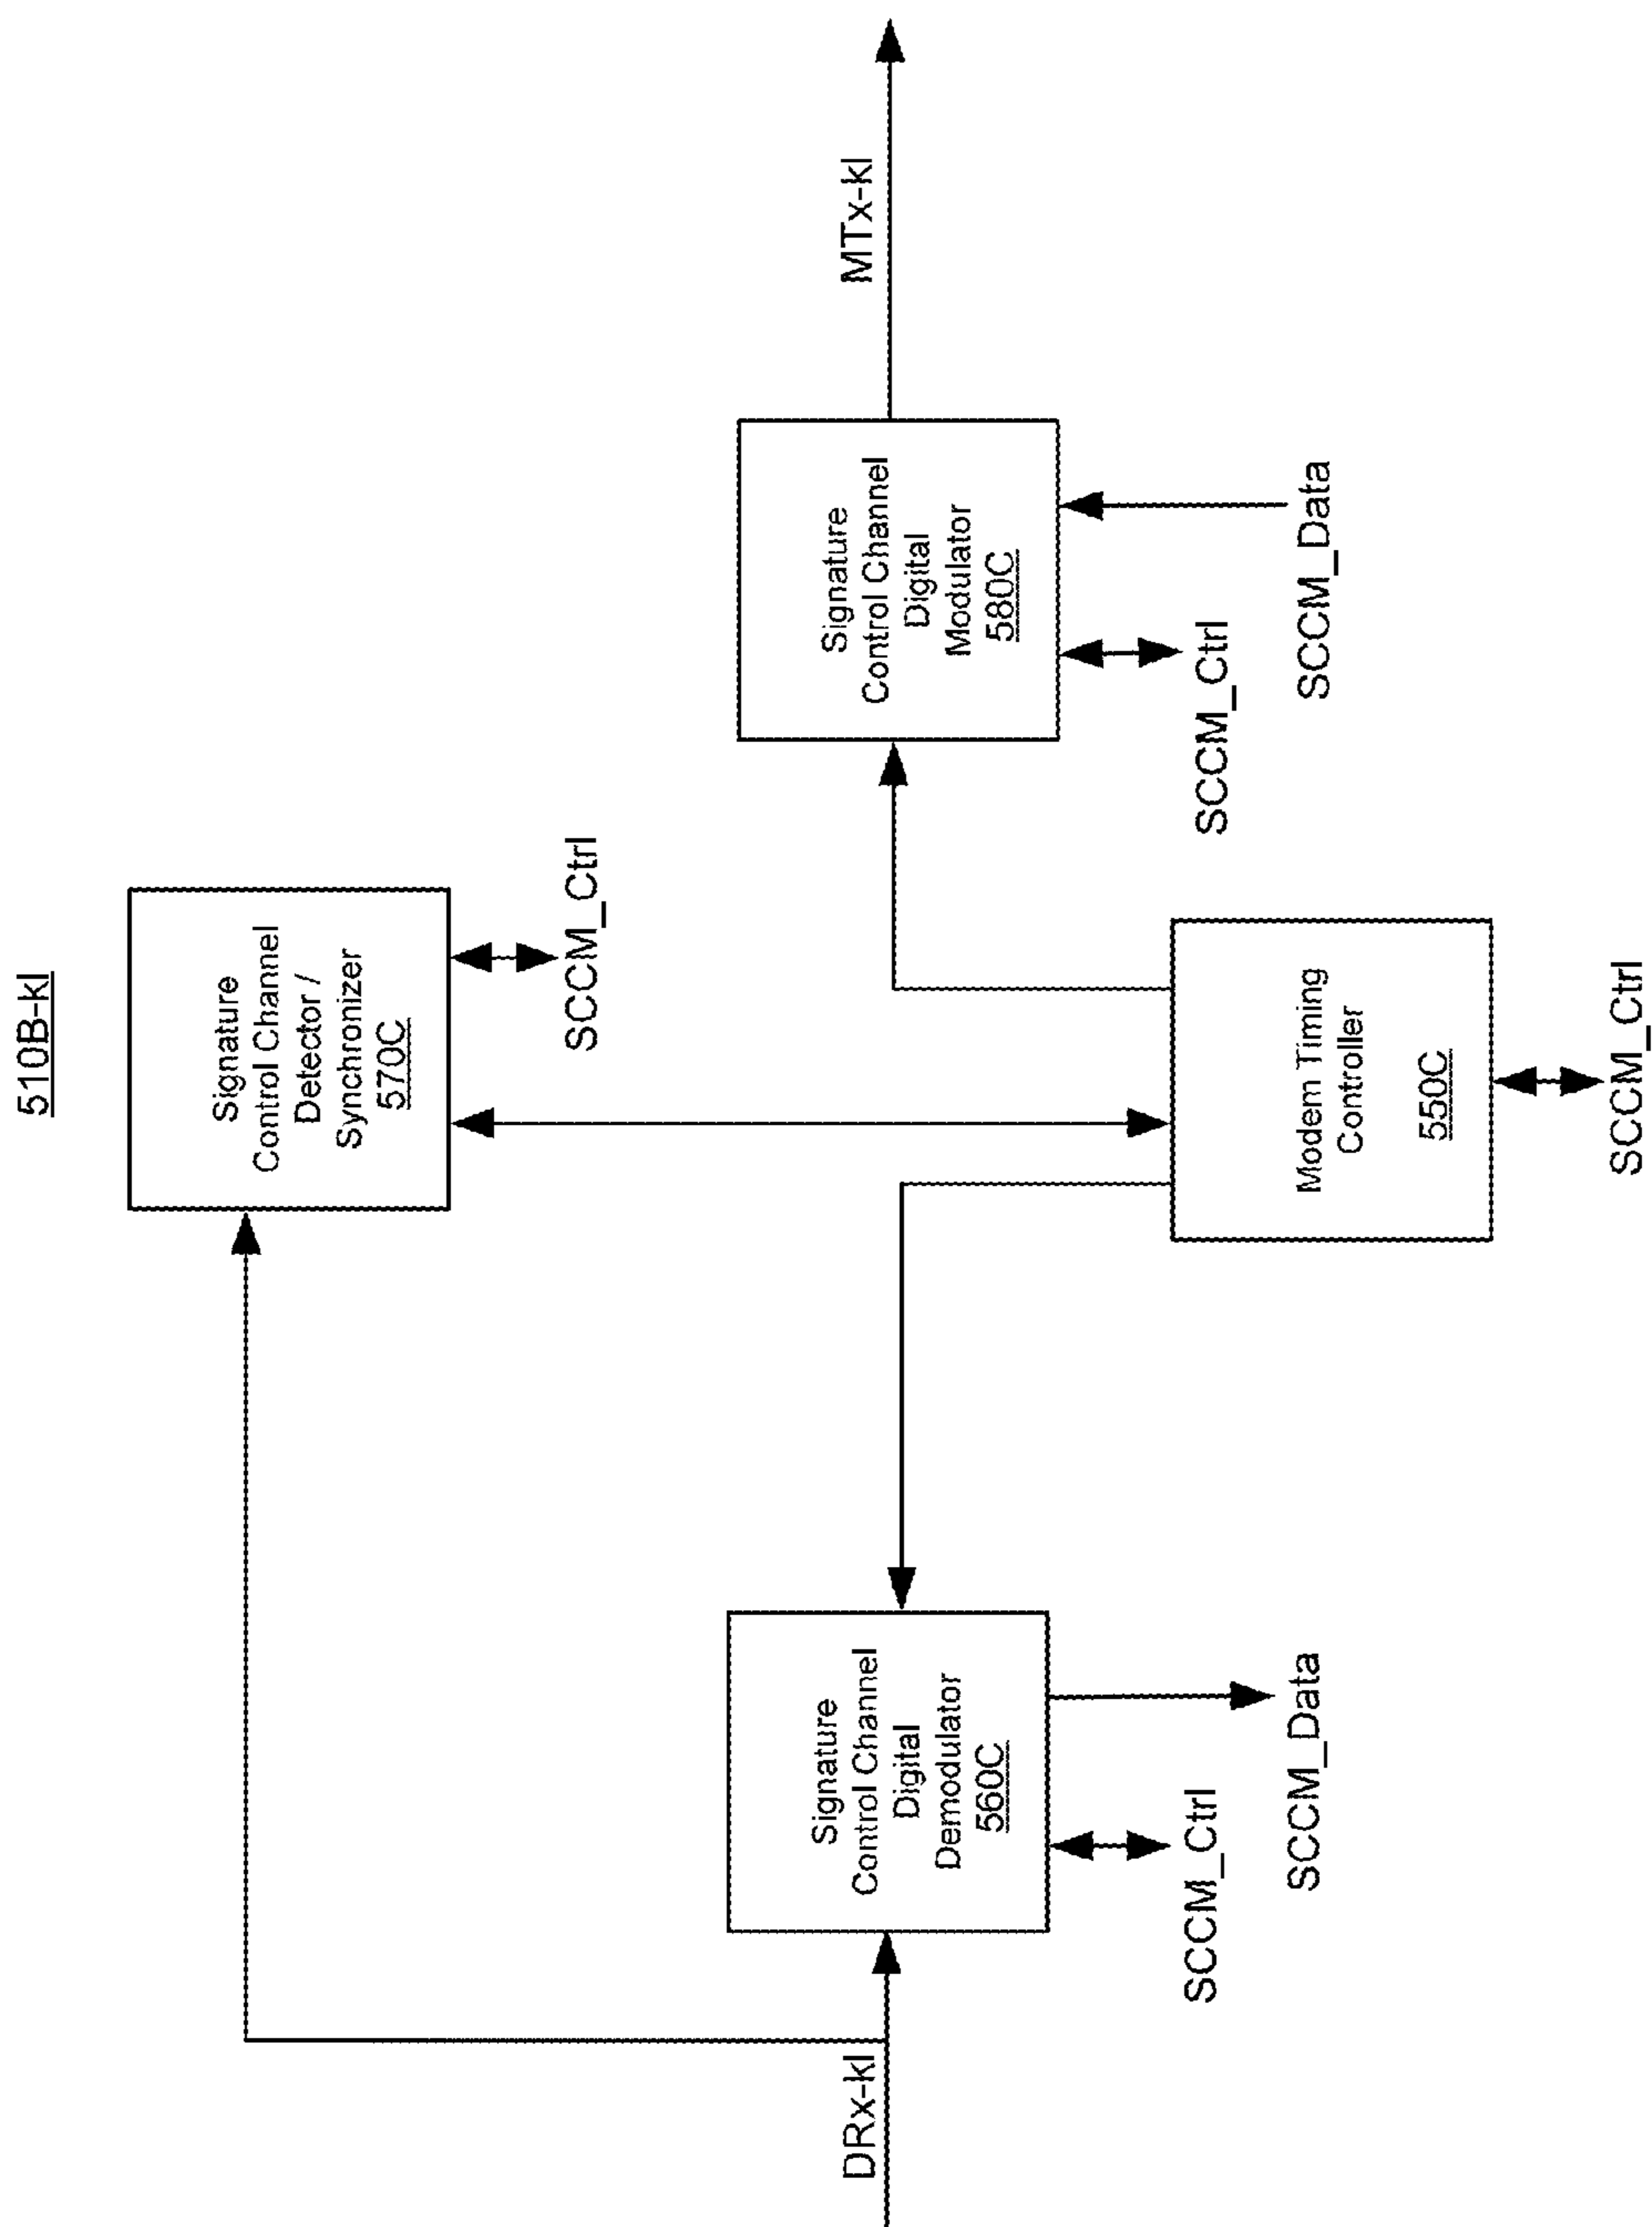 510B-kl
Signature
Control Channel
Detector /
Synchronizer
570C
SCCM_Ctrl
DRx-kl
Signature
Control Channel
Digital
Demodulator
560C
SCCM_Ctrl
SCCM_Data
Signature
Control Channel
Digital
Modulator
580C
MTx-kl
SCCM_Ctrl
SCCM_Data
Modem Timing
Controller
550C
SCCM_Ctrl